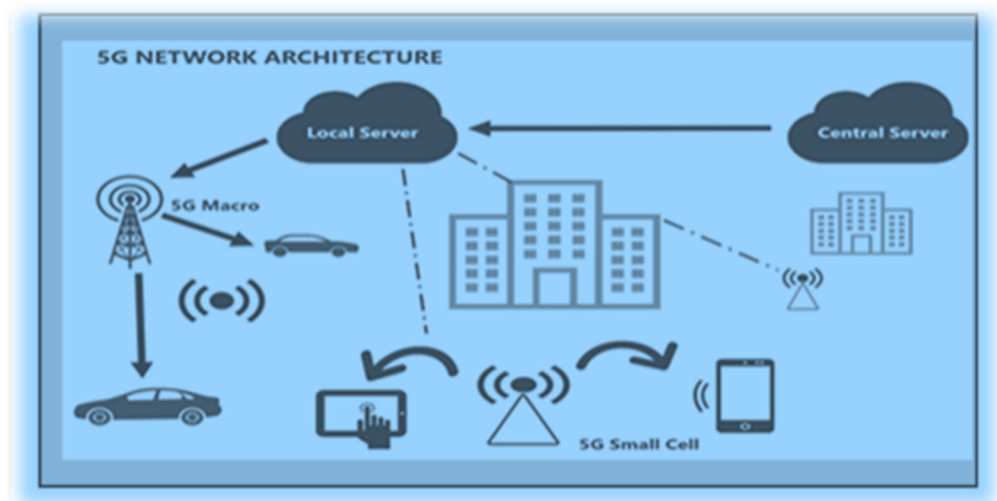 5G NETWORK ARCHITECTURE
Local Server
Central Server
5G Macro
5G Small Cell